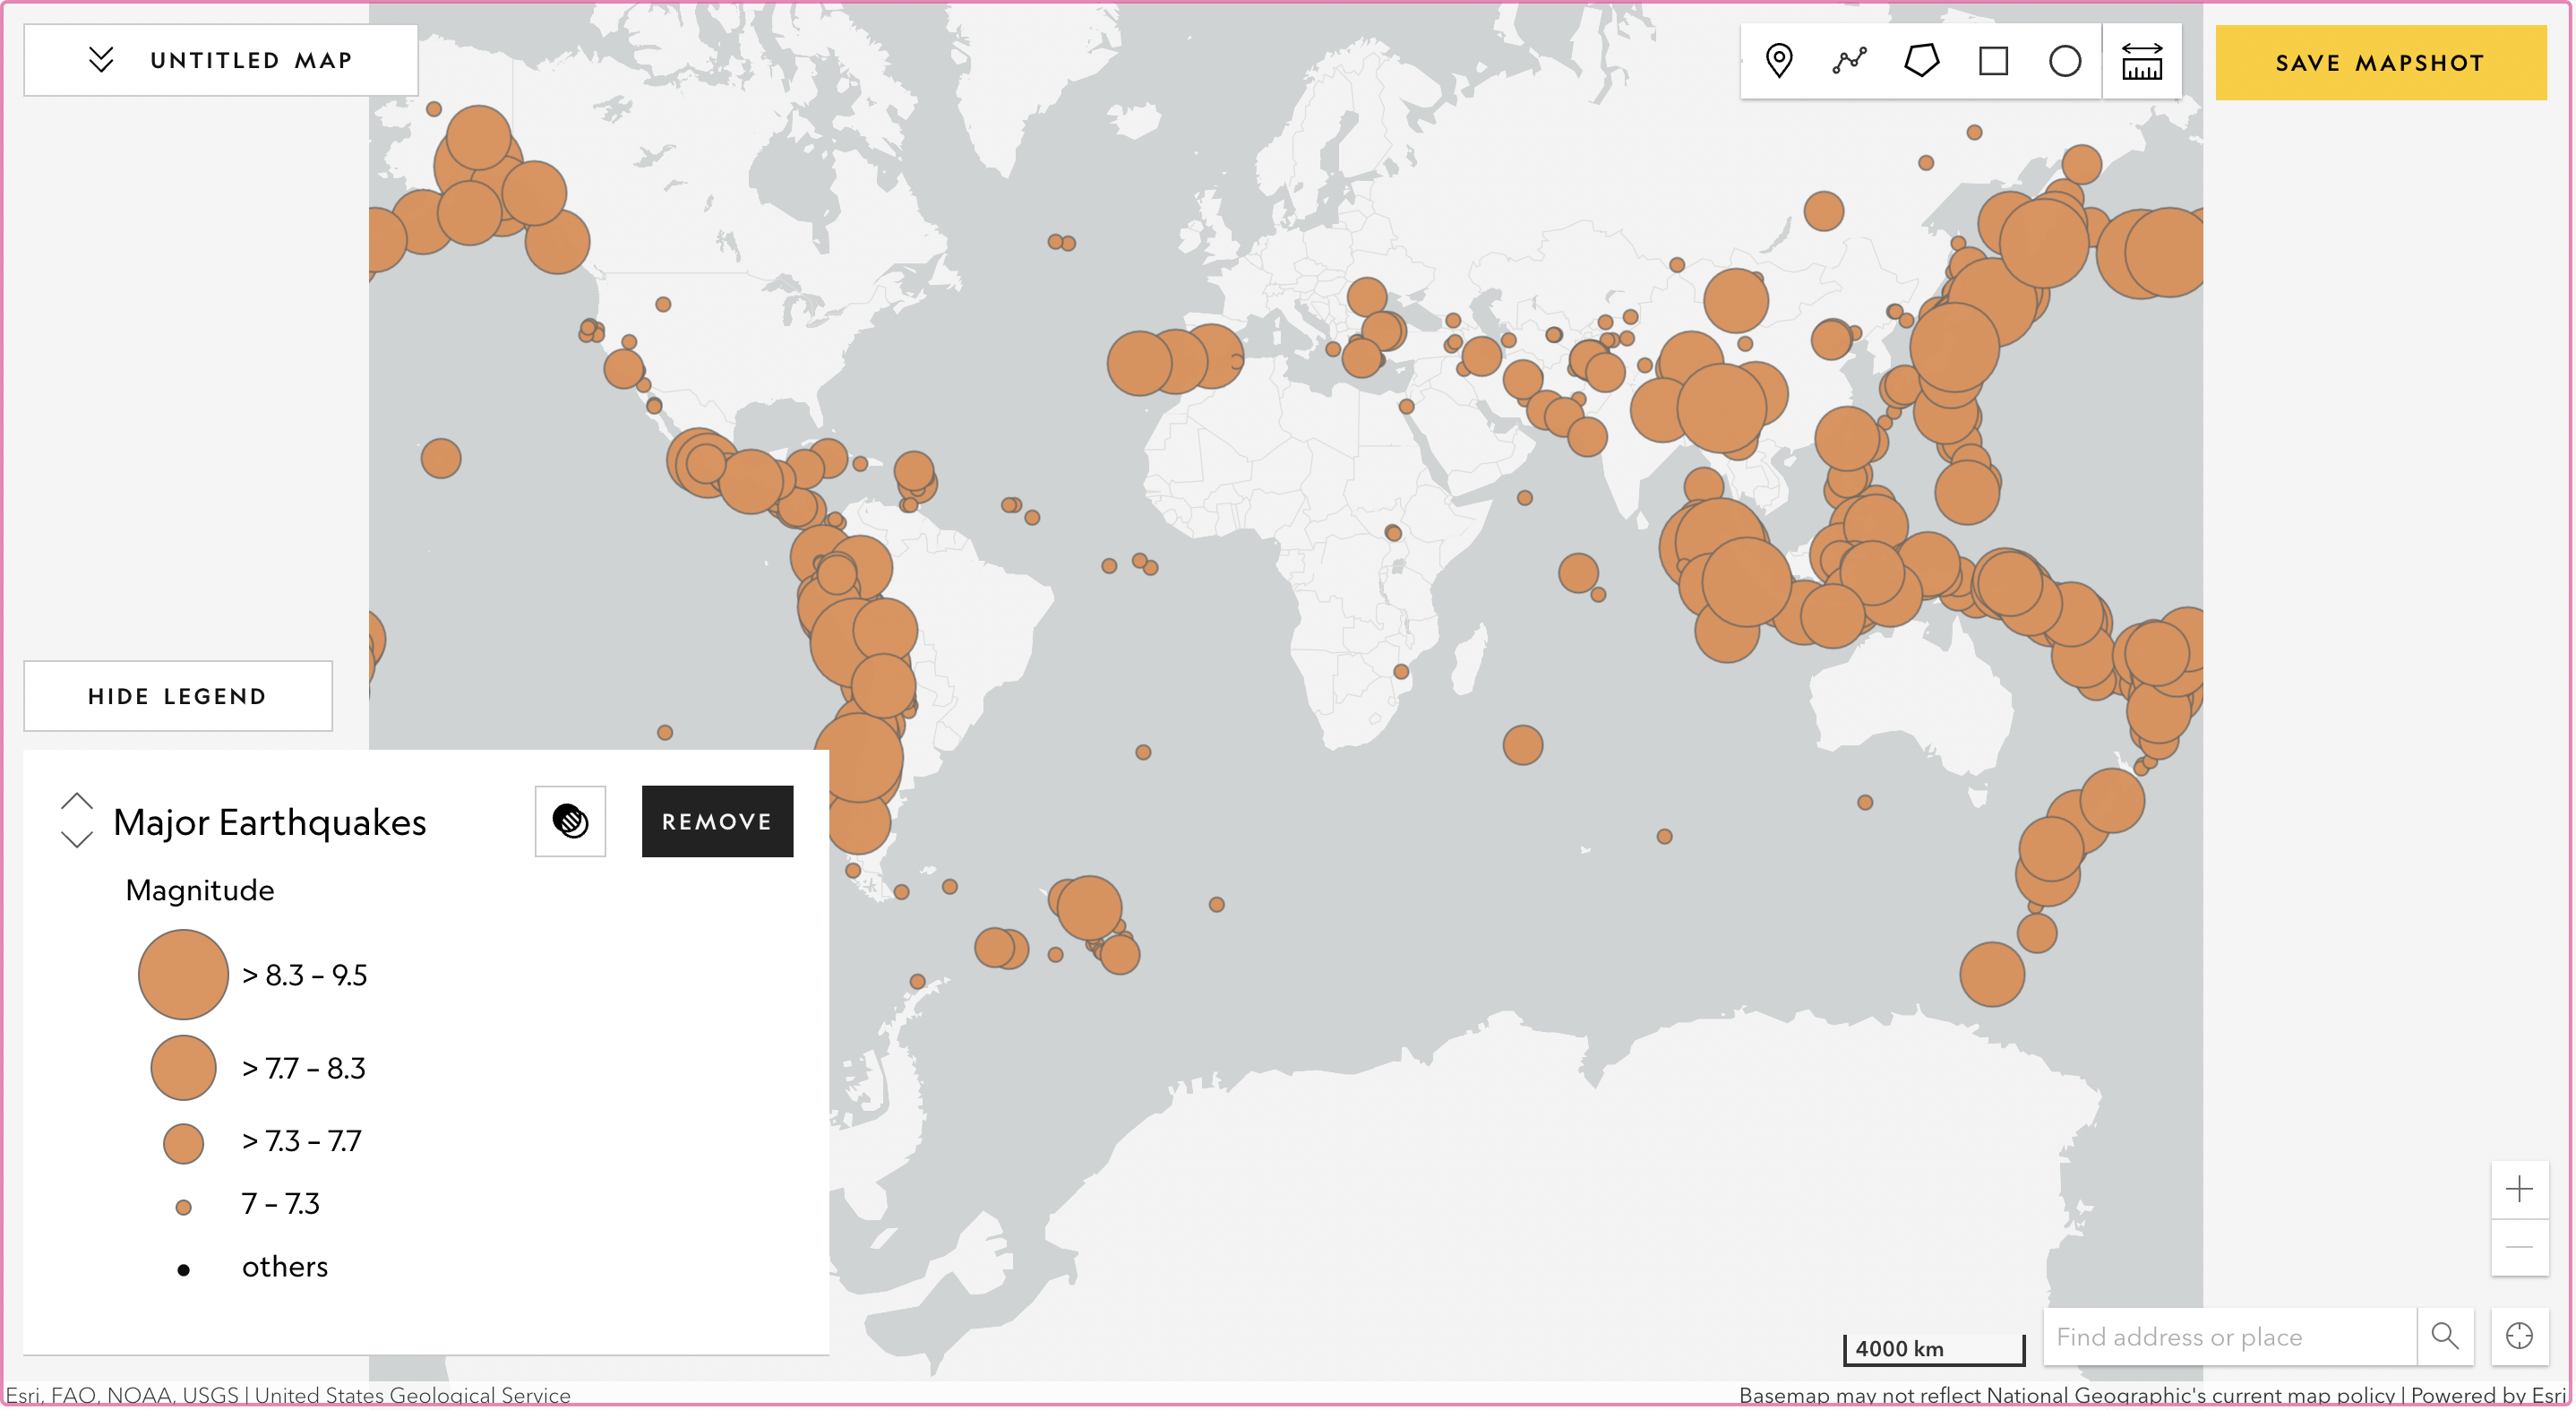 UNTITLED MAP
SAVE MAPSHOT
HIDE LEGEND
Major Earthquakes
REMOVE
Magnitude
> 8.3 – 9.5
> 7.7 – 8.3
> 7.3 – 7.7
7 – 7.3
others
4000 km
Find address or place
Esri, FAO, NOAA, USGS | United States Geological Service
Basemap may not reflect National Geographic's current map policy | Powered by Esri